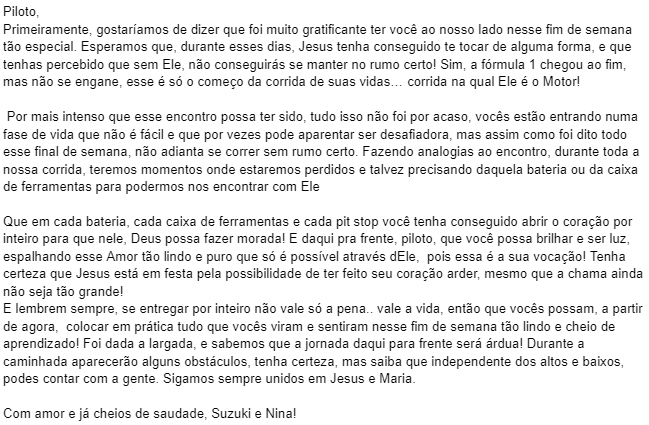 Piloto,
Primeiramente, gostaríamos de dizer que foi muito gratificante ter você ao nosso lado nesse fim de semana
tão especial. Esperamos que, durante esses dias, Jesus tenha conseguido te tocar de alguma forma, e que
tenhas percebido que sem Ele, não conseguirás se manter no rumo certo! Sim, a fórmula 1 chegou ao fim,
mas não se engane, esse é só o começo da corrida de suas vidas… corrida na qual Ele é o Motor!
Por mais intenso que esse encontro possa ter sido, tudo isso não foi por acaso, vocês estão entrando numa
fase de vida que não é fácil e que por vezes pode aparentar ser desafiadora, mas assim como foi dito todo
esse final de semana, não adianta se correr sem rumo certo. Fazendo analogias ao encontro, durante toda a
nossa corrida, teremos momentos onde estaremos perdidos e talvez precisando daquela bateria ou da caixa
de ferramentas para podermos nos encontrar com Ele
Que em cada bateria, cada caixa de ferramentas e cada pit stop você tenha conseguido abrir o coração por
inteiro para que nele, Deus possa fazer morada! E daqui pra frente, piloto, que você possa brilhar e ser luz,
espalhando esse Amor tão lindo e puro que só é possível através dEle,  pois essa é a sua vocação! Tenha
certeza que Jesus está em festa pela possibilidade de ter feito seu coração arder, mesmo que a chama ainda
não seja tão grande!
E lembrem sempre, se entregar por inteiro não vale só a pena.. vale a vida, então que vocês possam, a partir
de agora,  colocar em prática tudo que vocês viram e sentiram nesse fim de semana tão lindo e cheio de
aprendizado! Foi dada a largada, e sabemos que a jornada daqui para frente será árdua! Durante a
caminhada aparecerão alguns obstáculos, tenha certeza, mas saiba que independente dos altos e baixos,
podes contar com a gente. Sigamos sempre unidos em Jesus e Maria.
Com amor e já cheios de saudade, Suzuki e Nina!